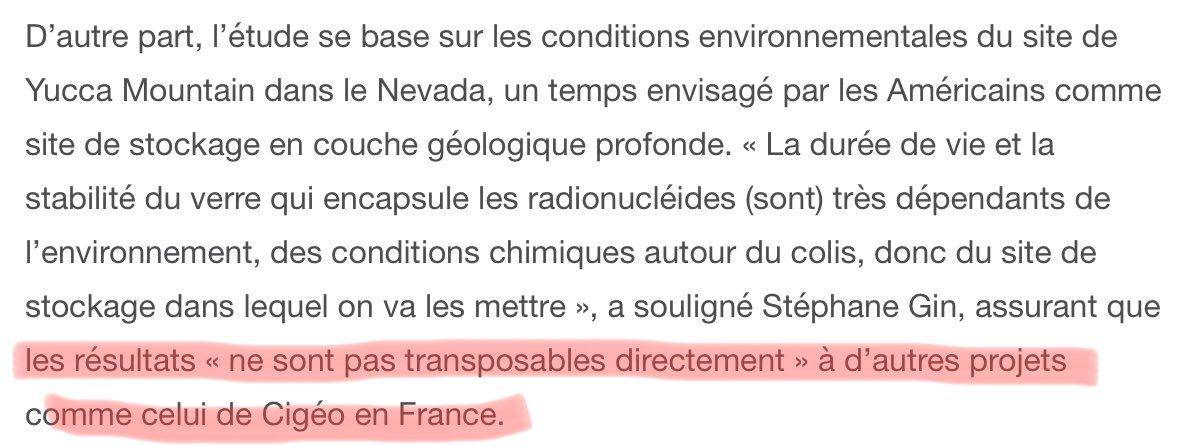 D’autre part, l’étude se base sur les conditions environnementales du site de
Yucca Mountain dans le Nevada, un temps envisagé par les Américains comme
site de stockage en couche géologique profonde. « La durée de vie et la
stabilité du verre qui encapsule les radionucléides (sont) très dépendants de
l’environnement, des conditions chimiques autour du colis, donc du site de
stockage dans lequel on va les mettre », a souligné Stéphane Gin, assurant que
les résultats « ne sont pas transposables directement » à d’autres projets
comme celui de Cigéo en France.